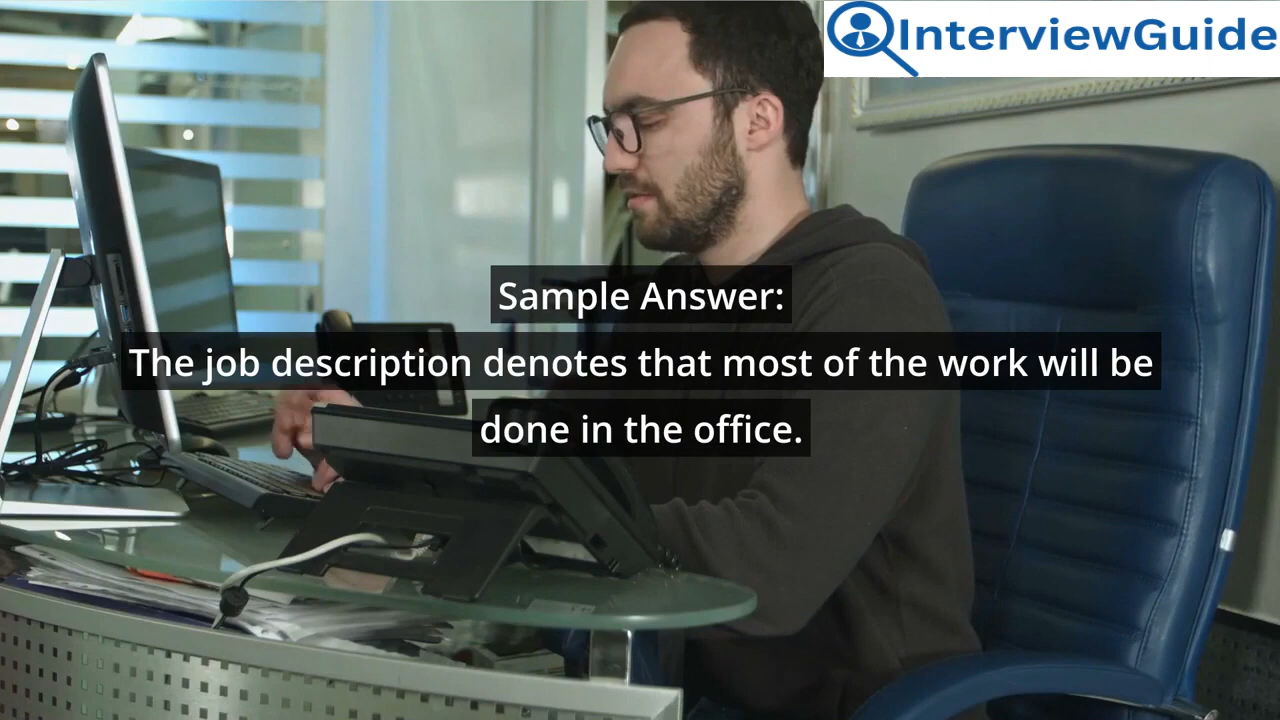 InterviewGuide
Sample Answer:
The job description denotes that most of the work will be
done in the office.